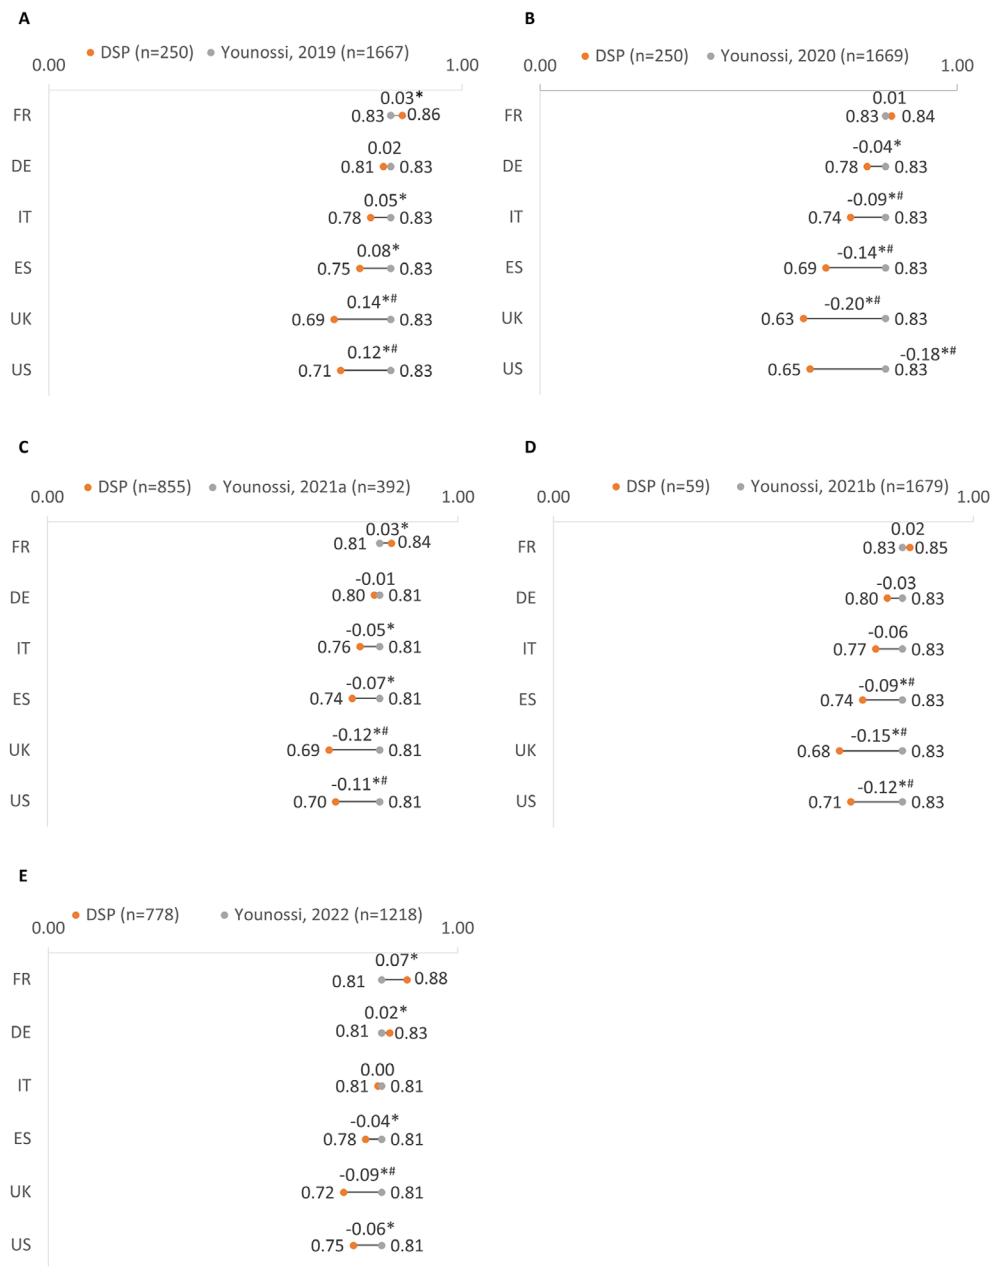 A
DSP (n=250) Younossi, 2019 (n=1667)
0.00 1.00
0.03*
FR 0.83 0.86
0.02
DE 0.81 0.83
0.05*
IT 0.78 0.83
0.08*
ES 0.75 0.83
0.14*#
UK 0.69 0.83
0.12*#
US 0.71 0.83
B
DSP (n=250) Younossi, 2020 (n=1669)
0.00 1.00
0.01
FR 0.83 0.84
-0.04*
DE 0.78 0.83
-0.09*#
IT 0.74 0.83
-0.14*#
ES 0.69 0.83
-0.20*#
UK 0.63 0.83
-0.18*#
US 0.65 0.83
C
DSP (n=855) Younossi, 2021a (n=392)
0.00 1.00
0.03*
FR 0.81 0.84
-0.01
DE 0.80 0.81
-0.05*
IT 0.76 0.81
-0.07*
ES 0.74 0.81
-0.12*#
UK 0.69 0.81
-0.11*#
US 0.70 0.81
D
DSP (n=59) Younossi, 2021b (n=1679)
0.00 1.00
0.02
FR 0.83 0.85
-0.03
DE 0.80 0.83
-0.06
IT 0.77 0.83
-0.09*#
ES 0.74 0.83
-0.15*#
UK 0.68 0.83
-0.12*#
US 0.71 0.83
E
DSP (n=778) Younossi, 2022 (n=1218)
0.00 1.00
0.07*
FR 0.81 0.88
0.02*
DE 0.81 0.83
0.00
IT 0.81 0.81
-0.04*
ES 0.78 0.81
-0.09*#
UK 0.72 0.81
-0.06*
US 0.75 0.81